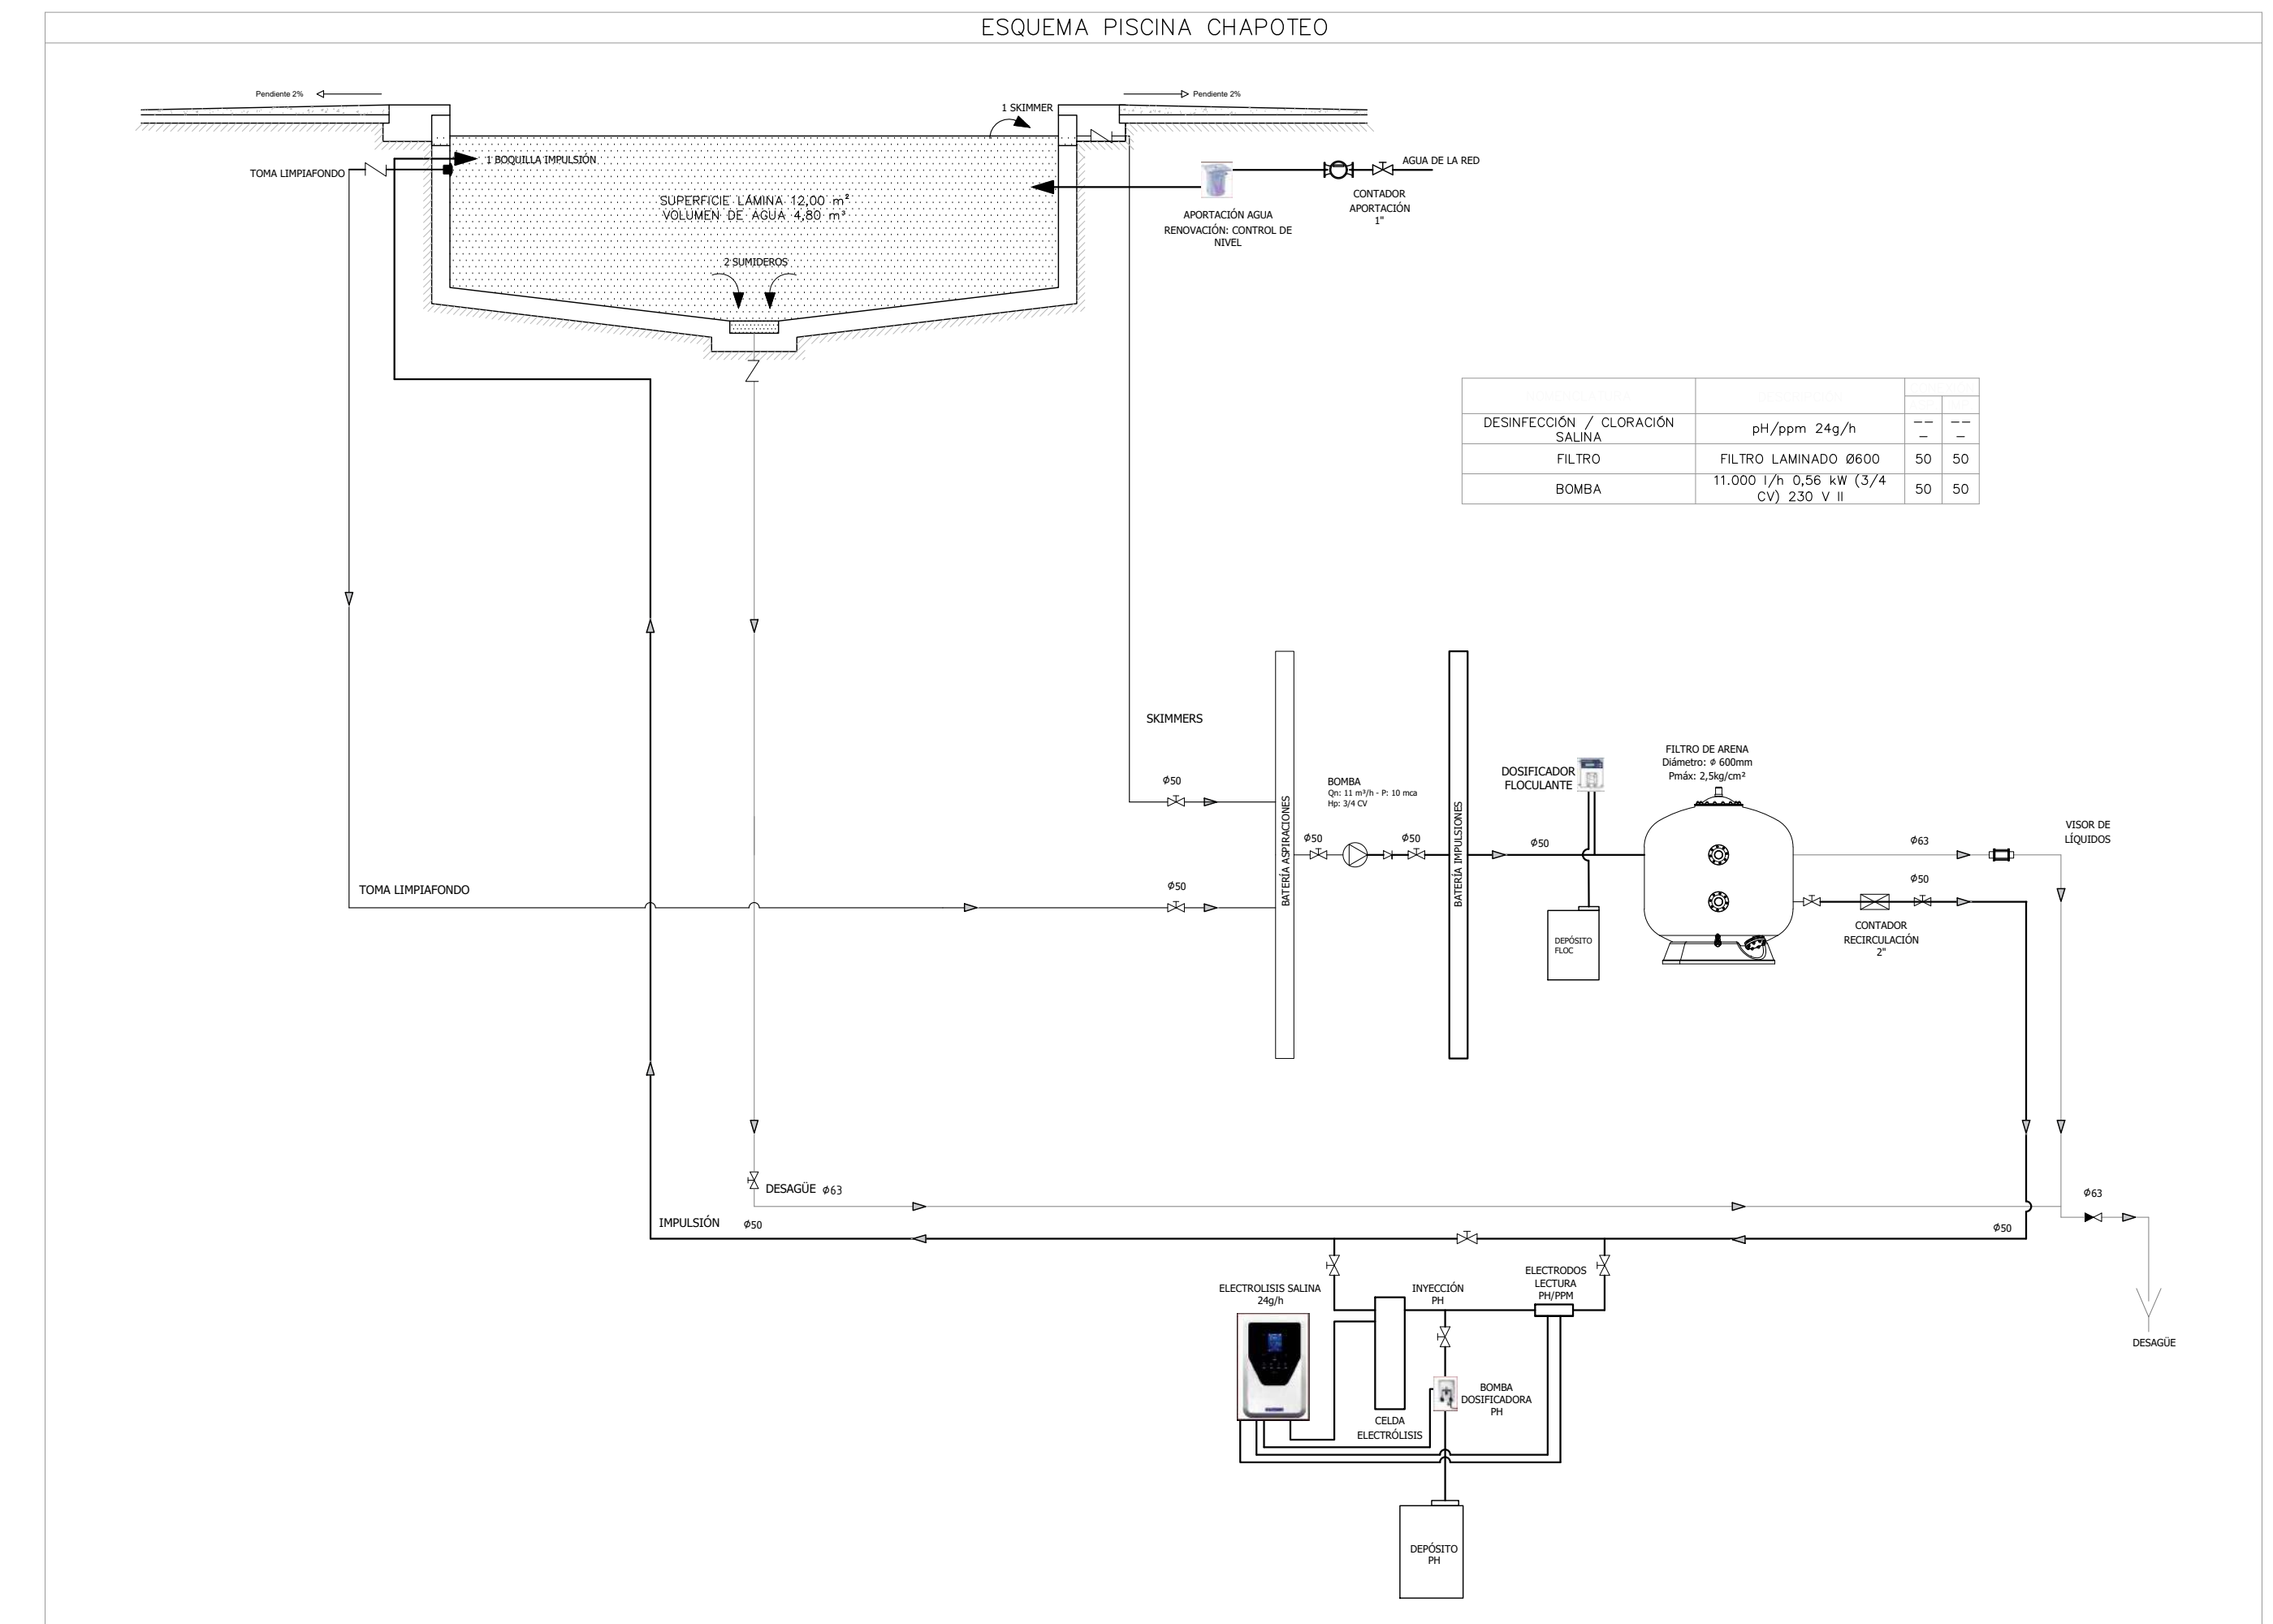 ESQUEMA PISCINA CHAPOTEO
Pendiente 2%
Pendiente 2%
1 SKIMMER
1 BOQUILLA IMPULSIÓN
TOMA LIMPIAFONDO
AGUA DE LA RED
SUPERFICIE LÁMINA 12,00 m²
VOLUMEN DE AGUA 4,80 m³
CONTADOR
APORTACIÓN
1"
APORTACIÓN AGUA
RENOVACIÓN: CONTROL DE
NIVEL
2 SUMIDEROS
DESINFECCIÓN / CLORACIÓN
SALINA
pH/ppm 24g/h
---
---
FILTRO
FILTRO LAMINADO Ø600
50
50
BOMBA
11.000 l/h 0,56 kW (3/4
CV) 230 V II
50
50
SKIMMERS
Ø50
BATERÍA ASPIRACIONES
BOMBA
Qn: 11 m³/h - P: 10 mca
Hp: 3/4 CV
Ø50
Ø50
BATERÍA IMPULSIONES
DOSIFICADOR
FLOCULANTE
Ø50
FILTRO DE ARENA
Diámetro: Ø 600mm
Pmáx: 2,5kg/cm²
Ø63
VISOR DE
LÍQUIDOS
TOMA LIMPIAFONDO
Ø50
Ø50
CONTADOR
RECIRCULACIÓN
2"
DEPÓSITO
FLOC
DESAGÜE Ø63
IMPULSIÓN Ø50
Ø63
Ø50
DESAGÜE
ELECTROLISIS SALINA
24g/h
INYECCIÓN
PH
ELECTRODOS
LECTURA
PH/PPM
BOMBA
DOSIFICADORA
PH
CELDA
ELECTRÓLISIS
DEPÓSITO
PH